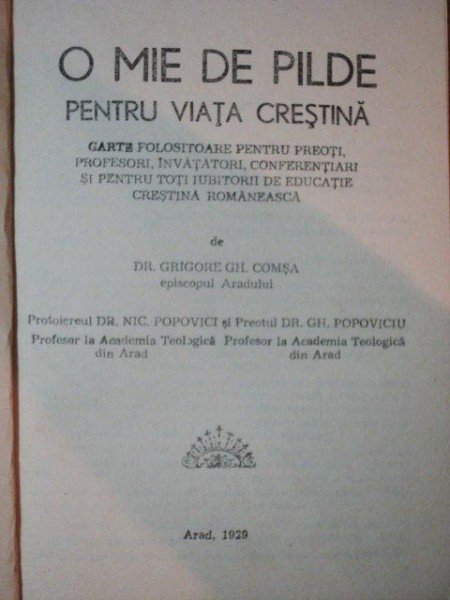 O MIE DE PILDE
PENTRU VIAȚA CREȘTINĂ
CARTE FOLOSITOARE PENTRU PREOȚI,
PROFESORI, ÎNVĂȚĂTORI, CONFERENȚIARI
ȘI PENTRU TOȚI IUBITORII DE EDUCAȚIE
CREȘTINĂ ROMÂNEASCĂ
de
DR. GRIGORE GH. COMȘA
episcopul Aradului
Protoiereul DR. NIC. POPOVICI și Preotul DR. GH. POPOVICIU
Profesor la Academia Teologică Profesor la Academia Teologică
din Arad din Arad
Arad, 1929